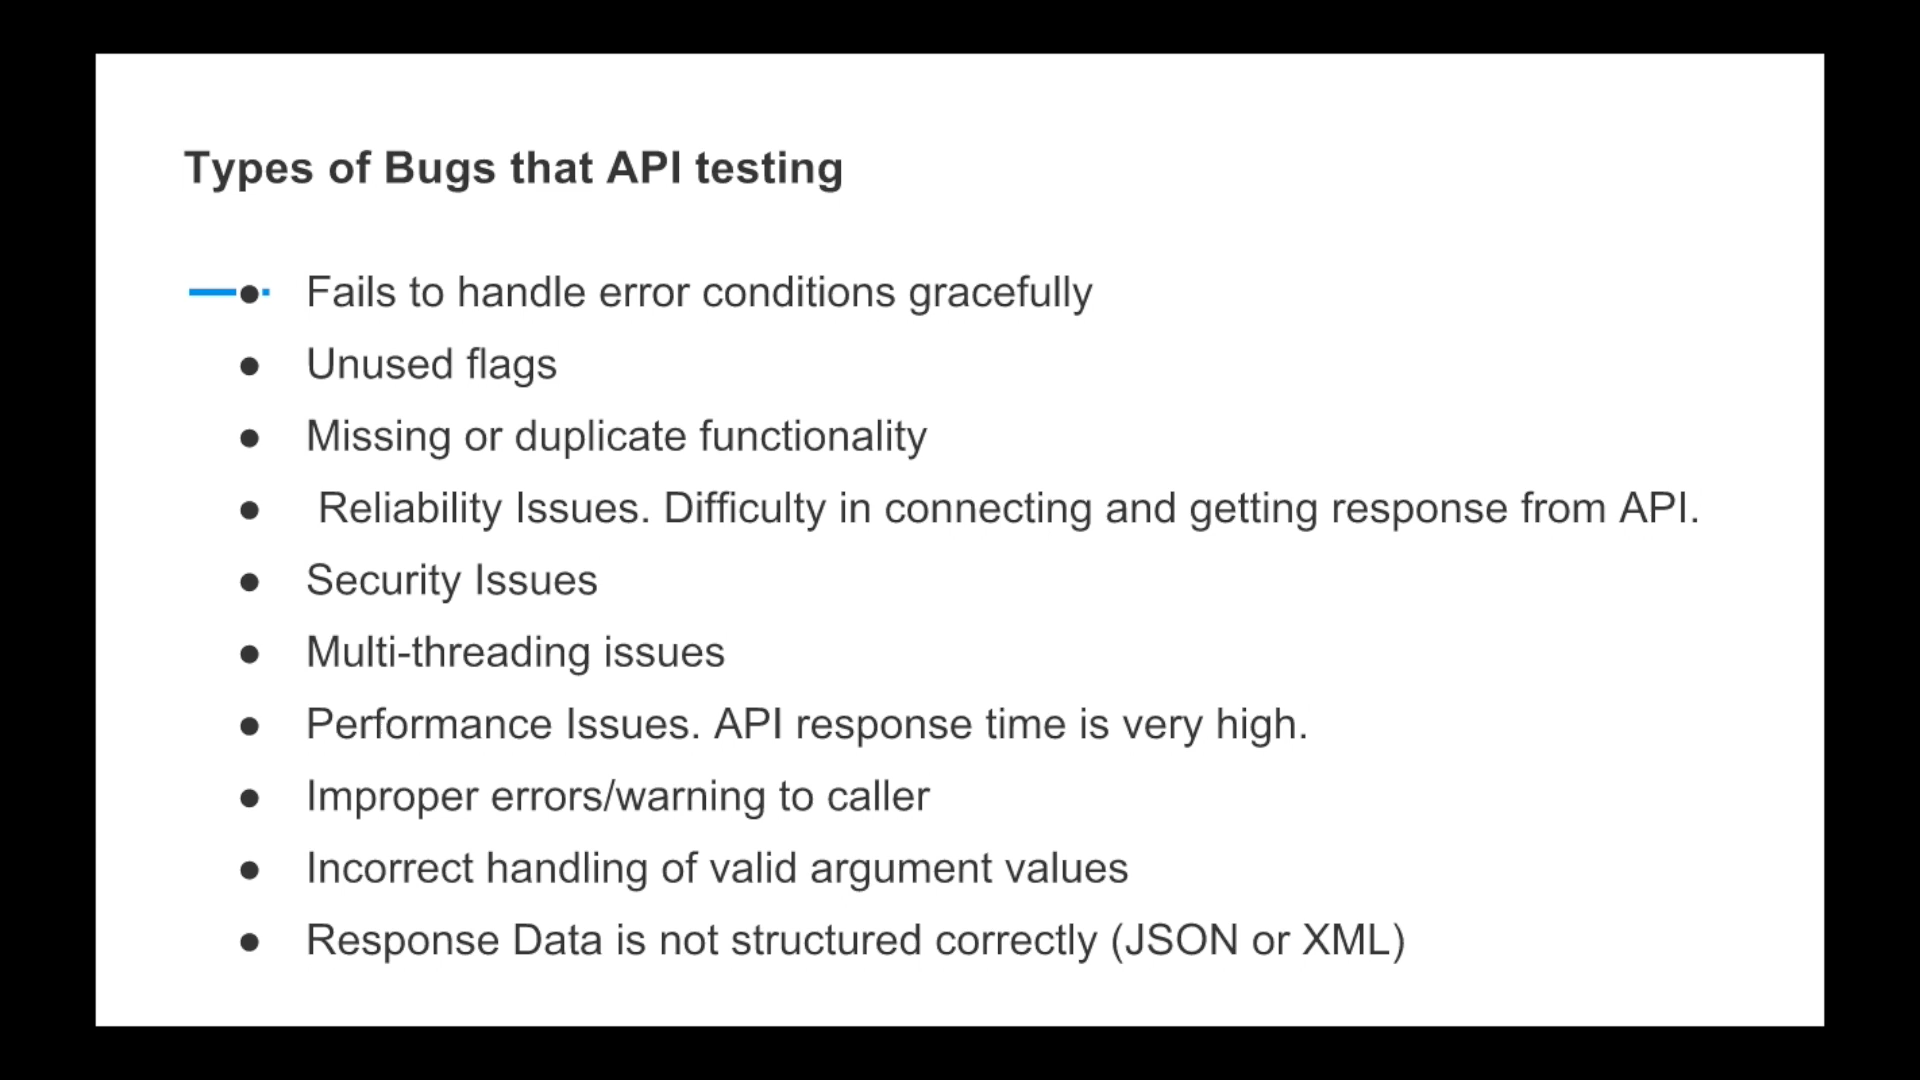 Types of Bugs that API testing
● Fails to handle error conditions gracefully
● Unused flags
● Missing or duplicate functionality
● Reliability Issues. Difficulty in connecting and getting response from API.
● Security Issues
● Multi-threading issues
● Performance Issues. API response time is very high.
● Improper errors/warning to caller
● Incorrect handling of valid argument values
● Response Data is not structured correctly (JSON or XML)